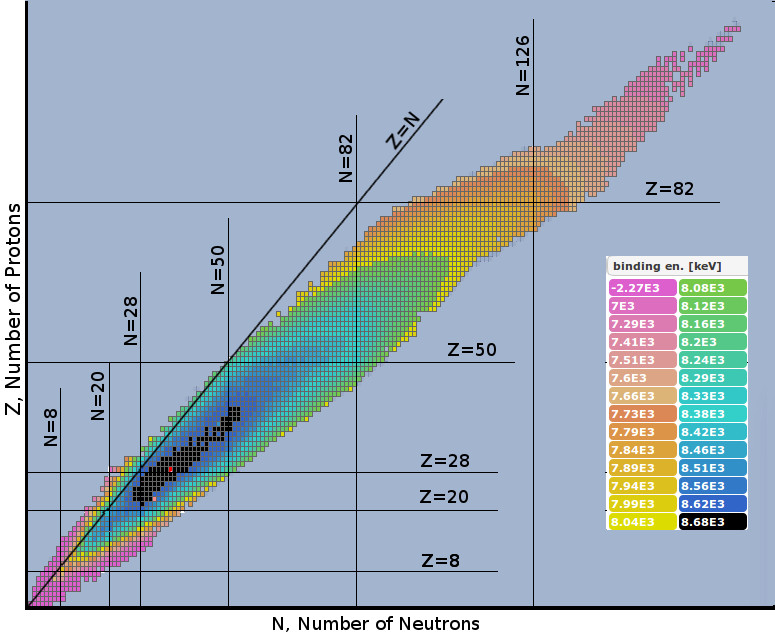 N=126
Z=N
N=82
Z=82
N=50
N=28
N=20
N=8
Z=50
Z=28
Z=20
Z=8
Z, Number of Protons
N, Number of Neutrons
binding en. [keV]
-2.27E3 8.08E3
7E3 8.12E3
7.29E3 8.16E3
7.41E3 8.2E3
7.51E3 8.24E3
7.6E3 8.29E3
7.66E3 8.33E3
7.73E3 8.38E3
7.79E3 8.42E3
7.84E3 8.46E3
7.89E3 8.51E3
7.94E3 8.56E3
7.99E3 8.62E3
8.04E3 8.68E3